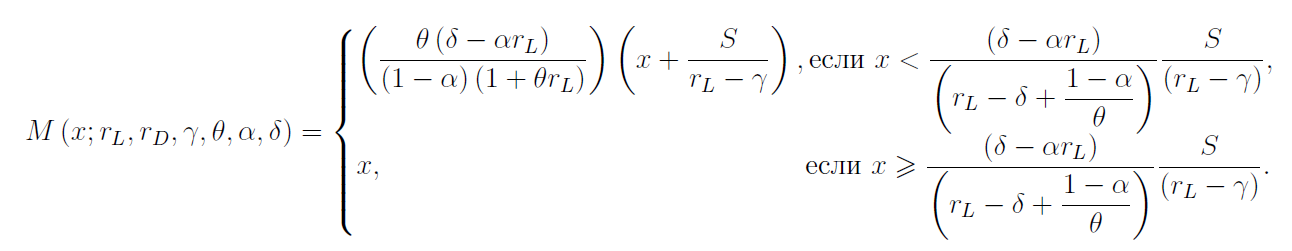 M (x; r_L, r_D, γ, θ, α, δ) = { ( θ (δ − αr_L) / (1 − α) (1 + θr_L) ) ( x + S / (r_L − γ) ) , если x < (δ − αr_L) / ( r_L − δ + (1 − α) / θ ) S / (r_L − γ) ,
x, если x ⩾ (δ − αr_L) / ( r_L − δ + (1 − α) / θ ) S / (r_L − γ) .